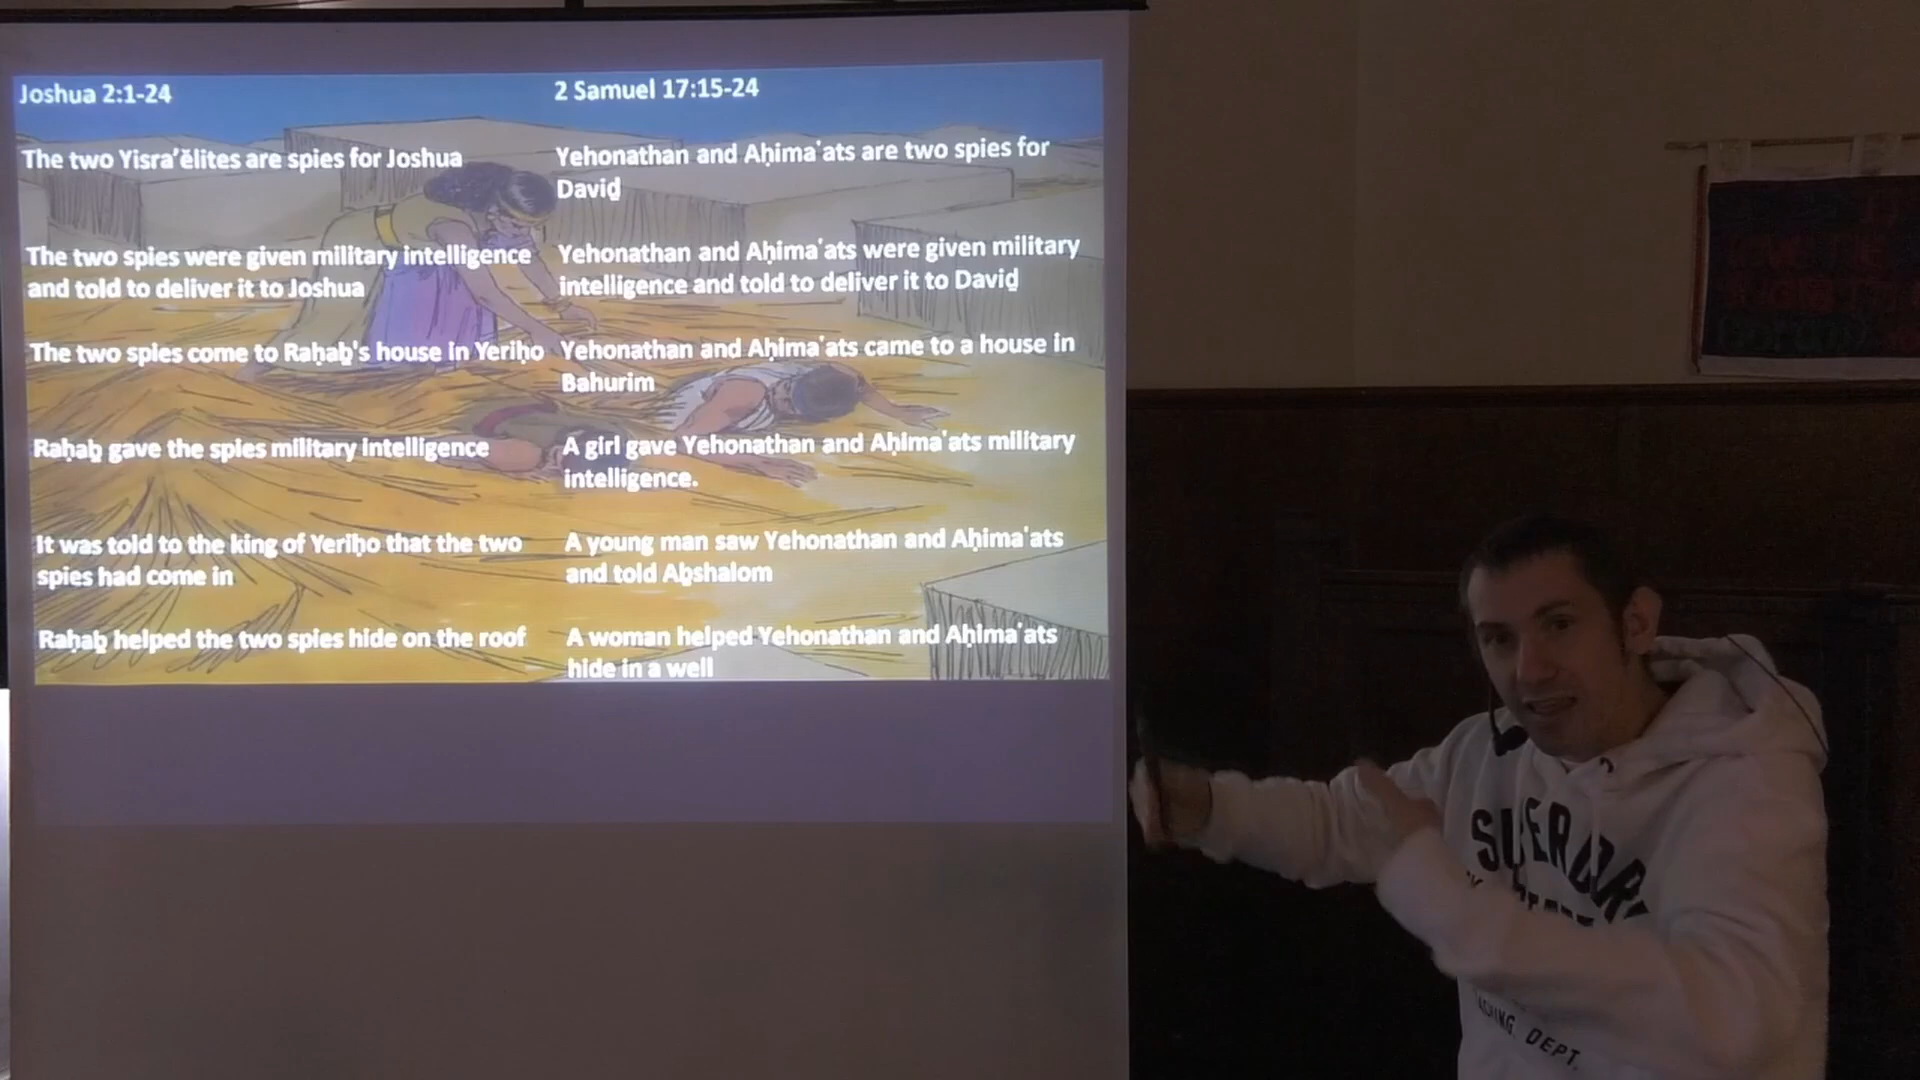 Joshua 2:1-24
The two Yisra'ĕlites are spies for Joshua
The two spies were given military intelligence
and told to deliver it to Joshua
The two spies come to Raḥaḇ's house in Yeriḥo
Raḥaḇ gave the spies military intelligence
It was told to the king of Yeriḥo that the two
spies had come in
Raḥaḇ helped the two spies hide on the roof
2 Samuel 17:15-24
Yehonathan and Aḥima'ats are two spies for
Daviḏ
Yehonathan and Aḥima'ats were given military
intelligence and told to deliver it to Daviḏ
Yehonathan and Aḥima'ats came to a house in
Bahurim
A girl gave Yehonathan and Aḥima'ats military
intelligence.
A young man saw Yehonathan and Aḥima'ats
and told Aḇshalom
A woman helped Yehonathan and Aḥima'ats
hide in a well
DEPT.